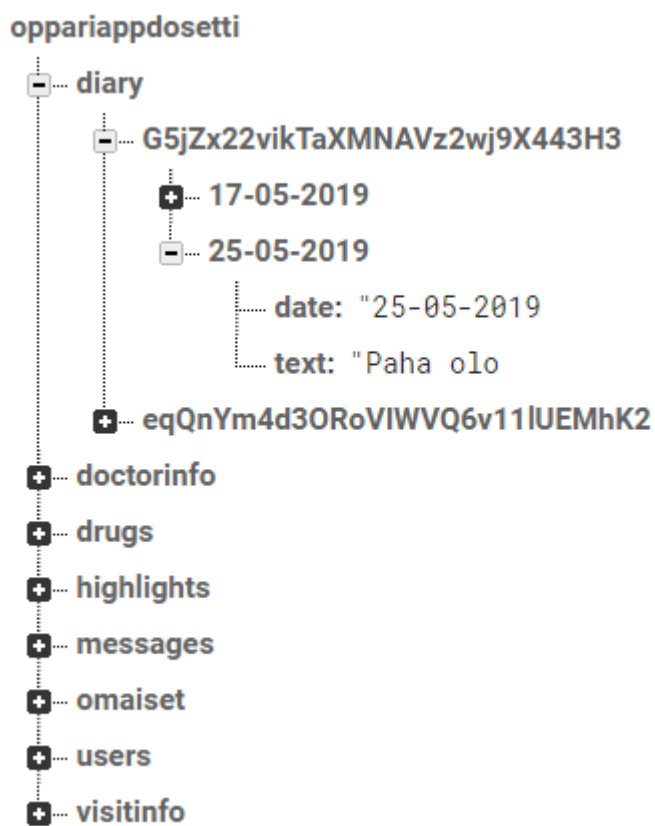 oppariappdosetti
diary
G5jZx22vikTaXMNAVz2wj9X443H3
17-05-2019
25-05-2019
date: "25-05-2019
text: "Paha olo
eqQnYm4d3ORoVIWVQ6v11lUEMhK2
doctorinfo
drugs
highlights
messages
omaiset
users
visitinfo